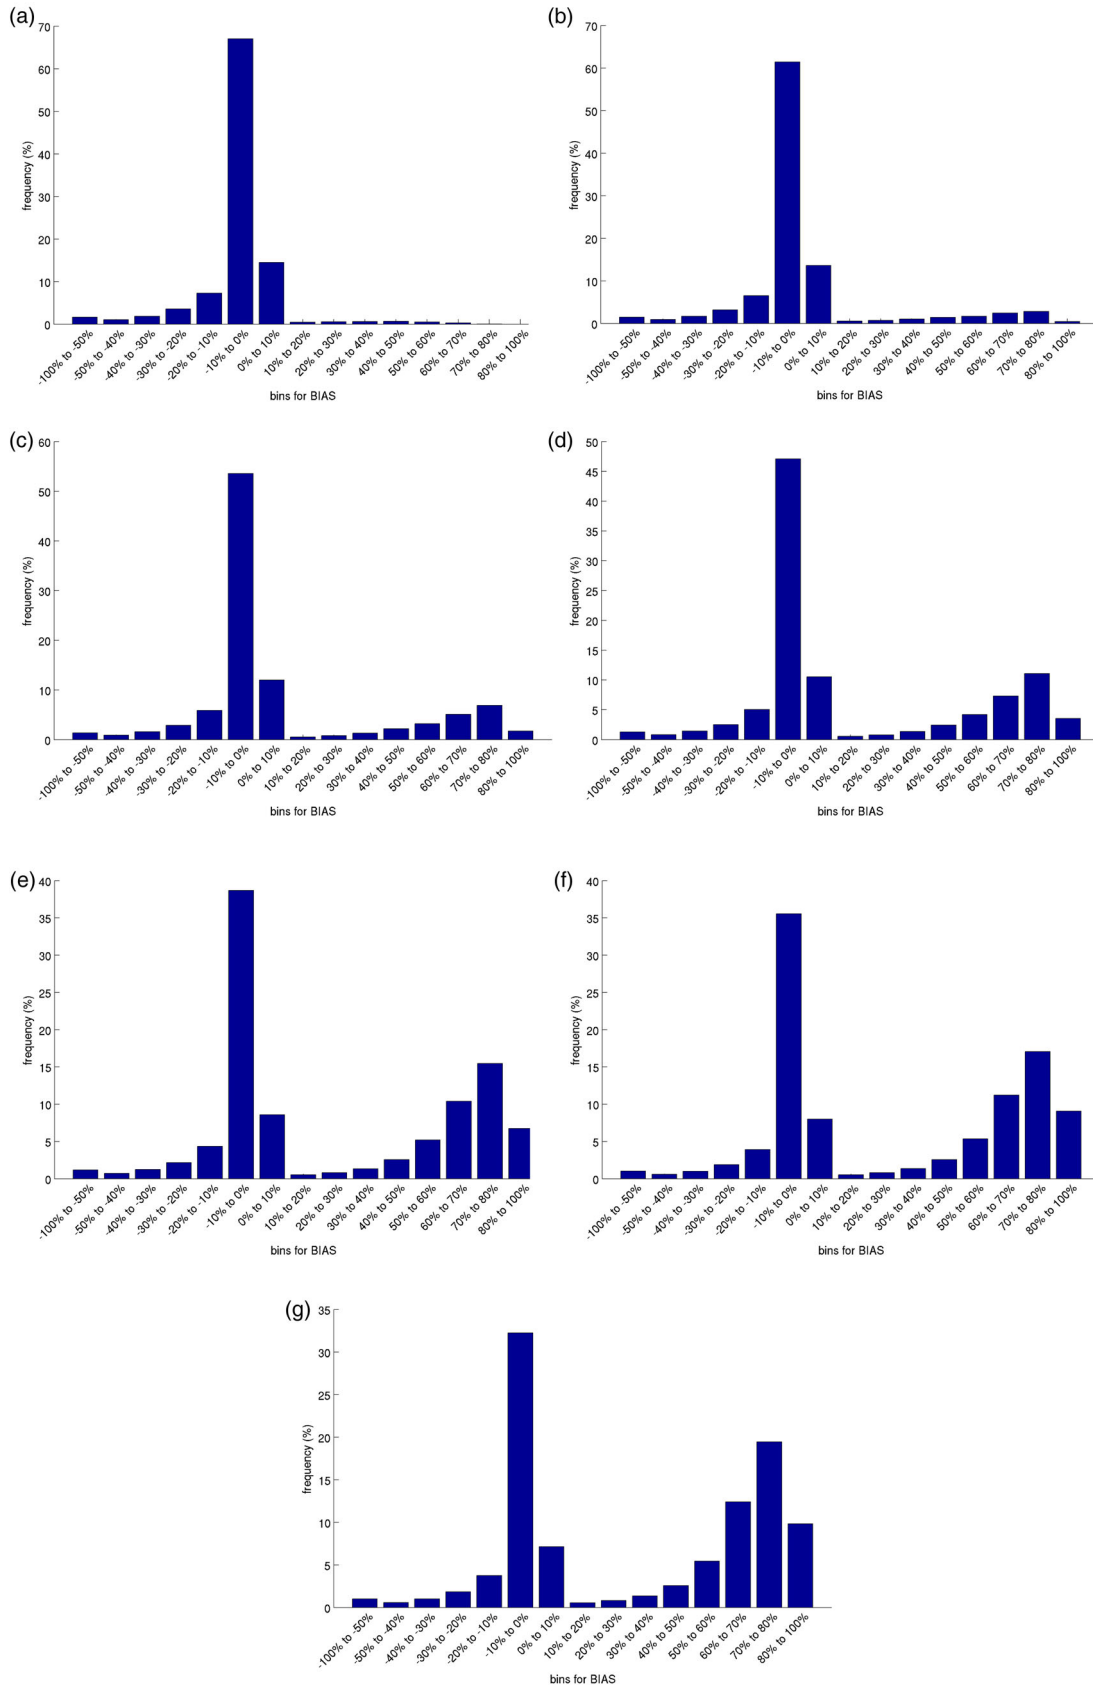 (a)
70
60
50
40
30
20
10
0
frequency (%)
-100% to -50%
-50% to -40%
-40% to -30%
-30% to -20%
-20% to -10%
-10% to 0%
0% to 10%
10% to 20%
20% to 30%
30% to 40%
40% to 50%
50% to 60%
60% to 70%
70% to 80%
80% to 100%
bins for BIAS
(b)
70
60
50
40
30
20
10
0
frequency (%)
-100% to -50%
-50% to -40%
-40% to -30%
-30% to -20%
-20% to -10%
-10% to 0%
0% to 10%
10% to 20%
20% to 30%
30% to 40%
40% to 50%
50% to 60%
60% to 70%
70% to 80%
80% to 100%
bins for BIAS
(c)
60
50
40
30
20
10
0
frequency (%)
-100% to -50%
-50% to -40%
-40% to -30%
-30% to -20%
-20% to -10%
-10% to 0%
0% to 10%
10% to 20%
20% to 30%
30% to 40%
40% to 50%
50% to 60%
60% to 70%
70% to 80%
80% to 100%
bins for BIAS
(d)
50
45
40
35
30
25
20
15
10
5
0
frequency (%)
-100% to -50%
-50% to -40%
-40% to -30%
-30% to -20%
-20% to -10%
-10% to 0%
0% to 10%
10% to 20%
20% to 30%
30% to 40%
40% to 50%
50% to 60%
60% to 70%
70% to 80%
80% to 100%
bins for BIAS
(e)
40
35
30
25
20
15
10
5
0
frequency (%)
-100% to -50%
-50% to -40%
-40% to -30%
-30% to -20%
-20% to -10%
-10% to 0%
0% to 10%
10% to 20%
20% to 30%
30% to 40%
40% to 50%
50% to 60%
60% to 70%
70% to 80%
80% to 100%
bins for BIAS
(f)
40
35
30
25
20
15
10
5
0
frequency (%)
-100% to -50%
-50% to -40%
-40% to -30%
-30% to -20%
-20% to -10%
-10% to 0%
0% to 10%
10% to 20%
20% to 30%
30% to 40%
40% to 50%
50% to 60%
60% to 70%
70% to 80%
80% to 100%
bins for BIAS
(g)
35
30
25
20
15
10
5
0
frequency (%)
-100% to -50%
-50% to -40%
-40% to -30%
-30% to -20%
-20% to -10%
-10% to 0%
0% to 10%
10% to 20%
20% to 30%
30% to 40%
40% to 50%
50% to 60%
60% to 70%
70% to 80%
80% to 100%
bins for BIAS